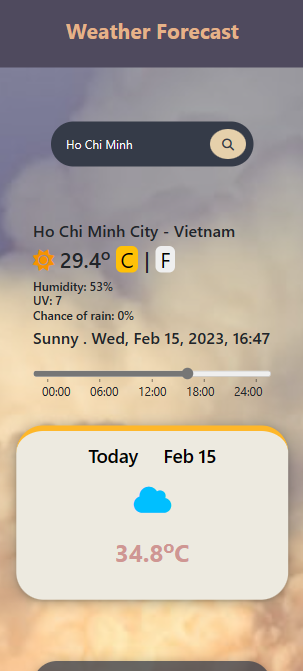 Weather Forecast
Ho Chi Minh
Ho Chi Minh City - Vietnam
29.4° C | F
Humidity: 53%
UV: 7
Chance of rain: 0%
Sunny . Wed, Feb 15, 2023, 16:47
00:00 06:00 12:00 18:00 24:00
Today Feb 15
34.8°C